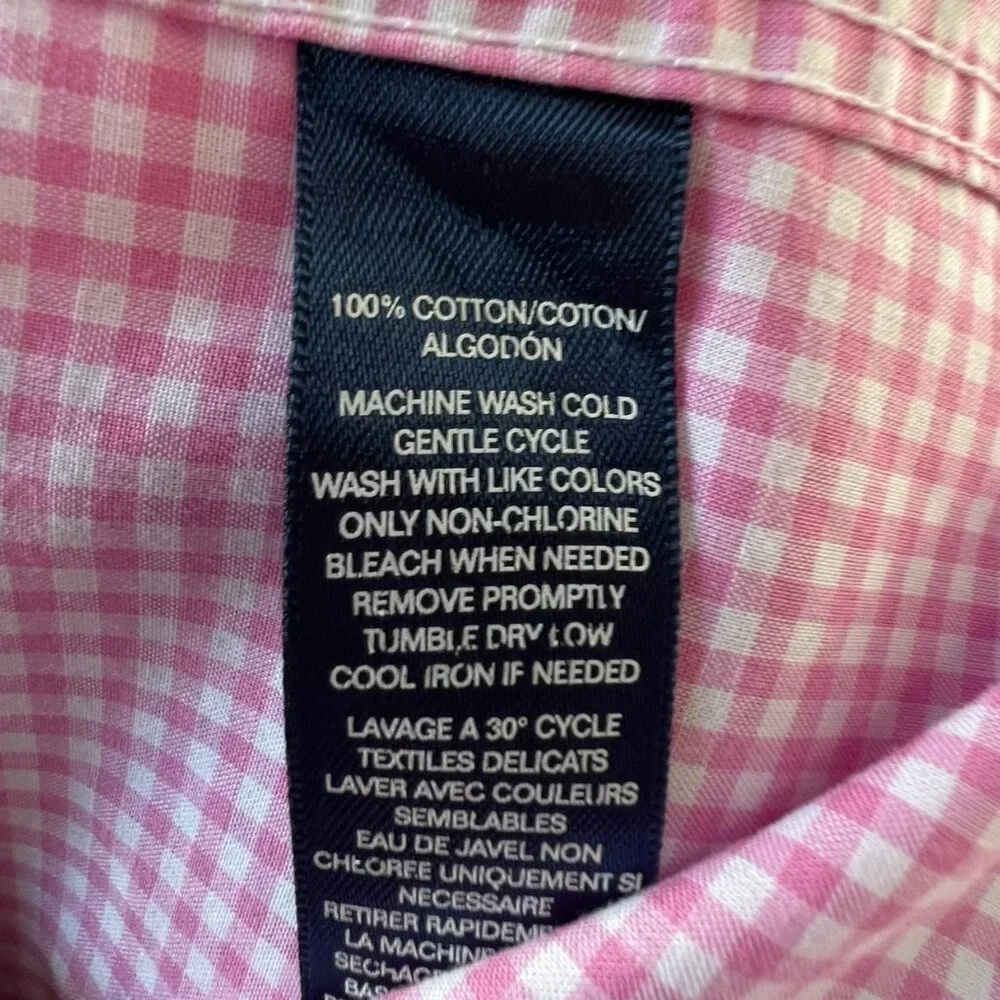 100% COTTON/COTON/
ALGODÓN
MACHINE WASH COLD
GENTLE CYCLE
WASH WITH LIKE COLORS
ONLY NON-CHLORINE
BLEACH WHEN NEEDED
REMOVE PROMPTLY
TUMBLE DRY LOW
COOL IRON IF NEEDED
LAVAGE A 30° CYCLE
TEXTILES DELICATS
LAVER AVEC COULEURS
SEMBLABLES
EAU DE JAVEL NON
CHLOREE UNIQUEMENT SI
NECESSAIRE
RETIRER
LA